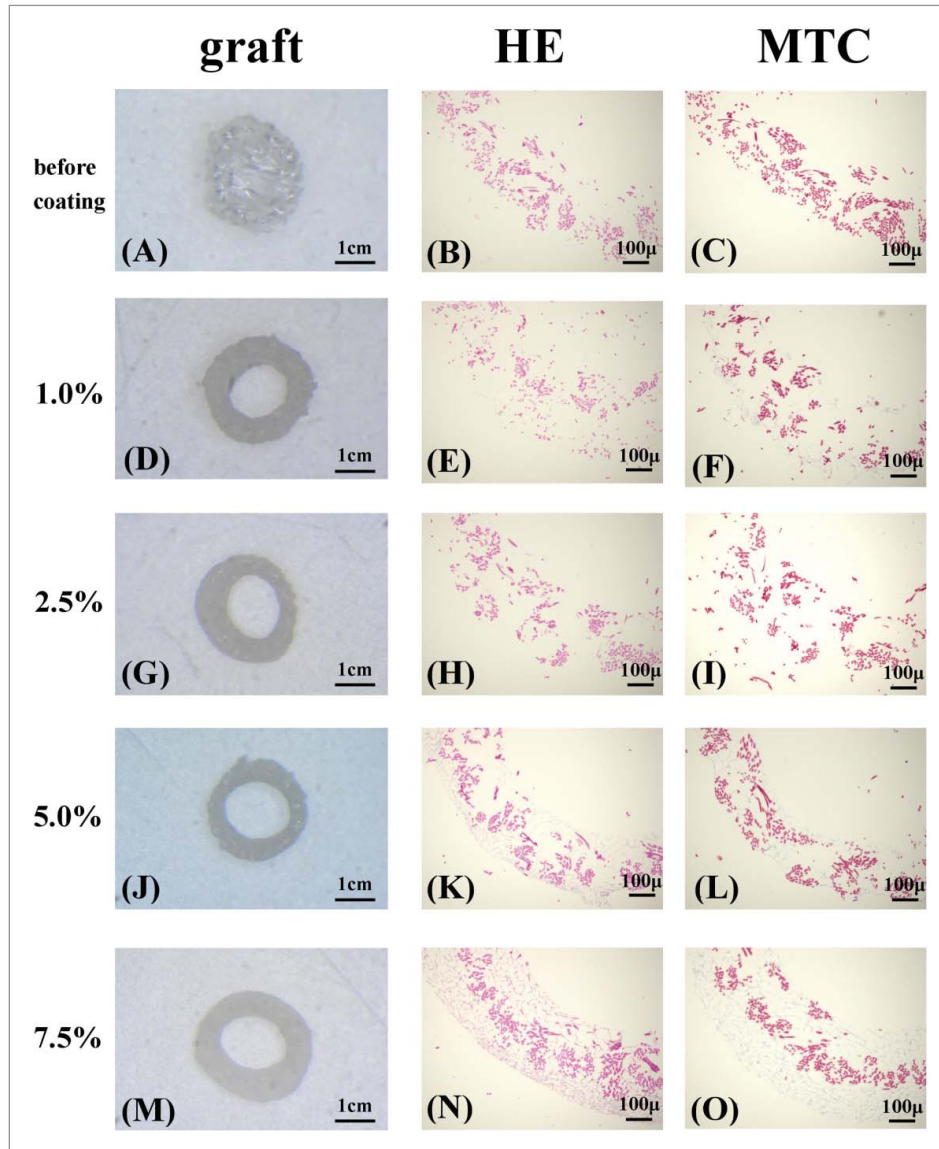 graft HE MTC
before
coating
(A) 1cm (B) 100µ (C) 100µ
1.0%
(D) 1cm (E) 100µ (F) 100µ
2.5%
(G) 1cm (H) 100µ (I) 100µ
5.0%
(J) 1cm (K) 100µ (L) 100µ
7.5%
(M) 1cm (N) 100µ (O) 100µ